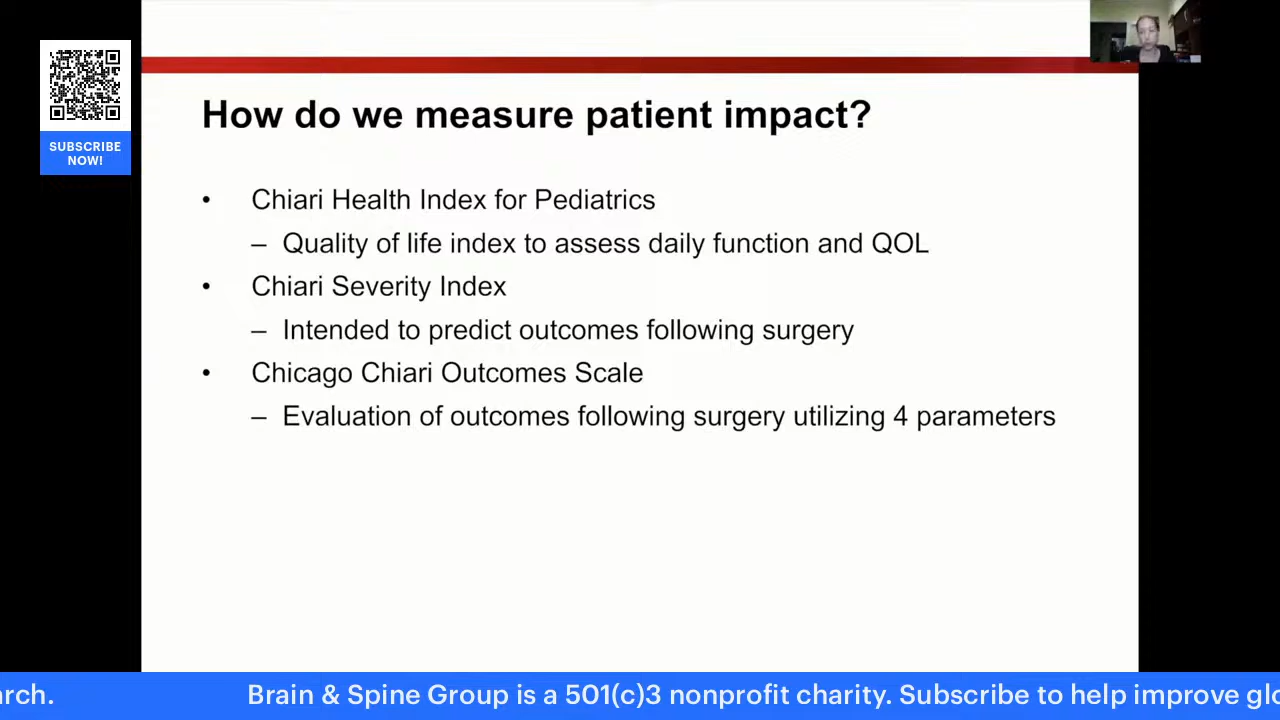 SUBSCRIBE
NOW!
How do we measure patient impact?
• Chiari Health Index for Pediatrics
– Quality of life index to assess daily function and QOL
• Chiari Severity Index
– Intended to predict outcomes following surgery
• Chicago Chiari Outcomes Scale
– Evaluation of outcomes following surgery utilizing 4 parameters
Brain & Spine Group is a 501(c)3 nonprofit charity. Subscribe to help improve